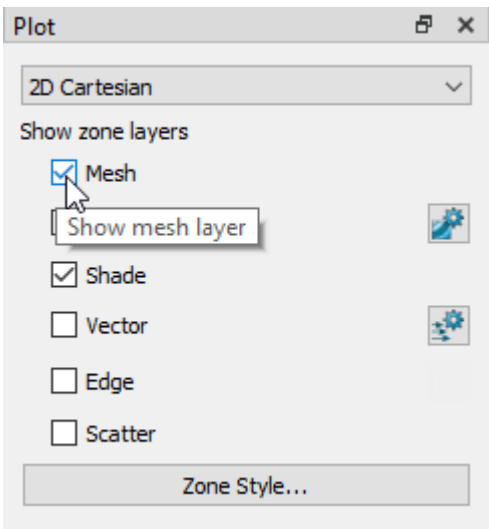 Plot
2D Cartesian
Show zone layers
Mesh
Show mesh layer
Shade
Vector
Edge
Scatter
Zone Style...